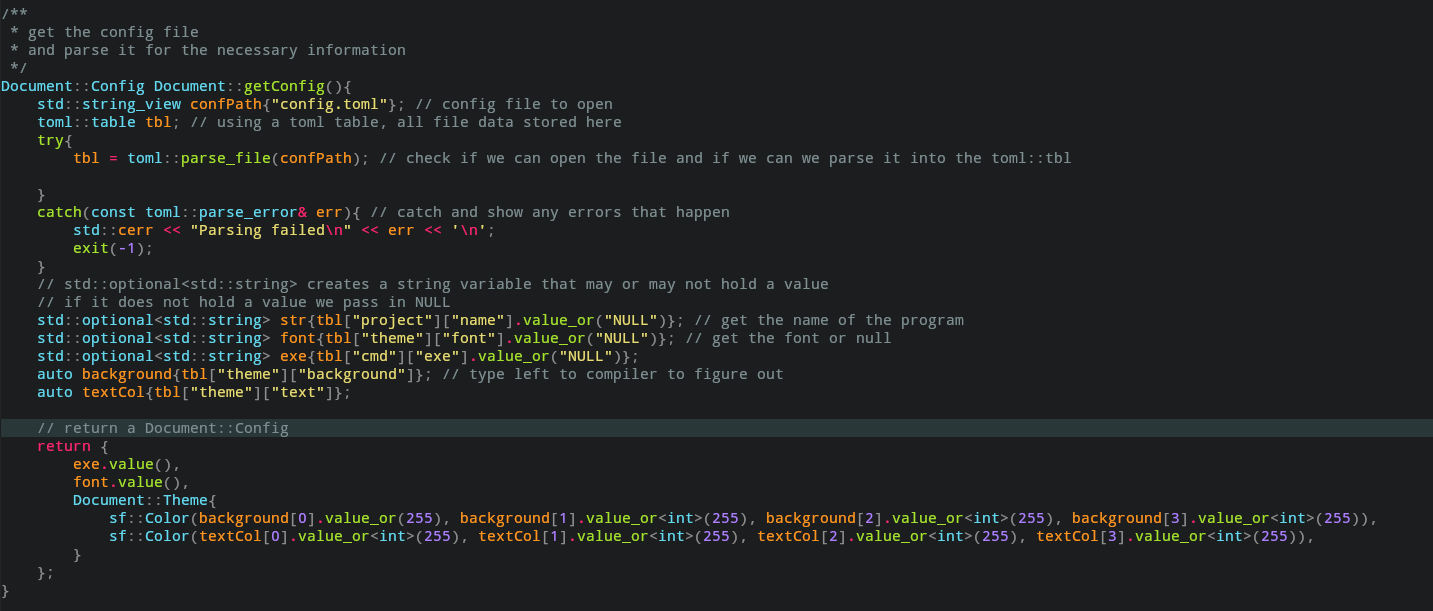 /**
 * get the config file
 * and parse it for the necessary information
 */
Document::Config Document::getConfig(){
    std::string_view confPath{"config.toml"}; // config file to open
    toml::table tbl; // using a toml table, all file data stored here
    try{
        tbl = toml::parse_file(confPath); // check if we can open the file and if we can we parse it into the toml::tbl

    }
    catch(const toml::parse_error& err){ // catch and show any errors that happen
        std::cerr << "Parsing failed\n" << err << '\n';
        exit(-1);
    }
    // std::optional<std::string> creates a string variable that may or may not hold a value
    // if it does not hold a value we pass in NULL
    std::optional<std::string> str{tbl["project"]["name"].value_or("NULL")}; // get the name of the program
    std::optional<std::string> font{tbl["theme"]["font"].value_or("NULL")}; // get the font or null
    std::optional<std::string> exe{tbl["cmd"]["exe"].value_or("NULL")};
    auto background{tbl["theme"]["background"]}; // type left to compiler to figure out
    auto textCol{tbl["theme"]["text"]};

    // return a Document::Config
    return {
        exe.value(),
        font.value(),
        Document::Theme{
            sf::Color(background[0].value_or(255), background[1].value_or<int>(255), background[2].value_or<int>(255), background[3].value_or<int>(255)),
            sf::Color(textCol[0].value_or<int>(255), textCol[1].value_or<int>(255), textCol[2].value_or<int>(255), textCol[3].value_or<int>(255)),
        }
    };
}